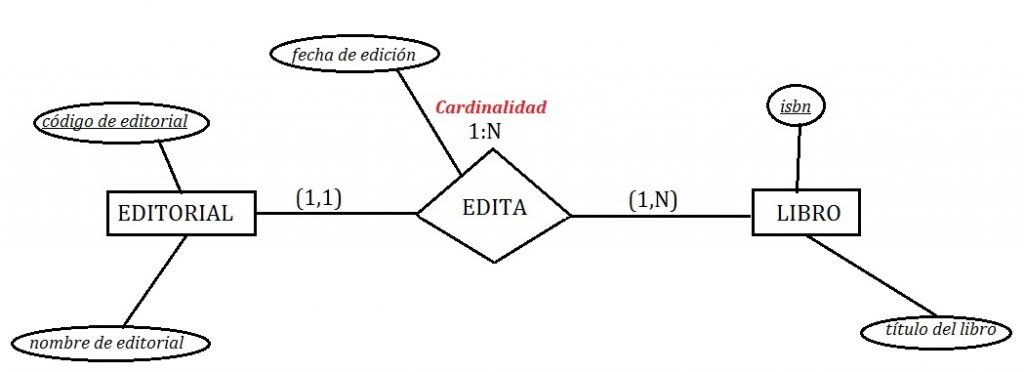 fecha de edición
Cardinalidad
1:N
código de editorial
isbn
EDITORIAL
(1,1)
EDITA
(1,N)
LIBRO
nombre de editorial
título del libro